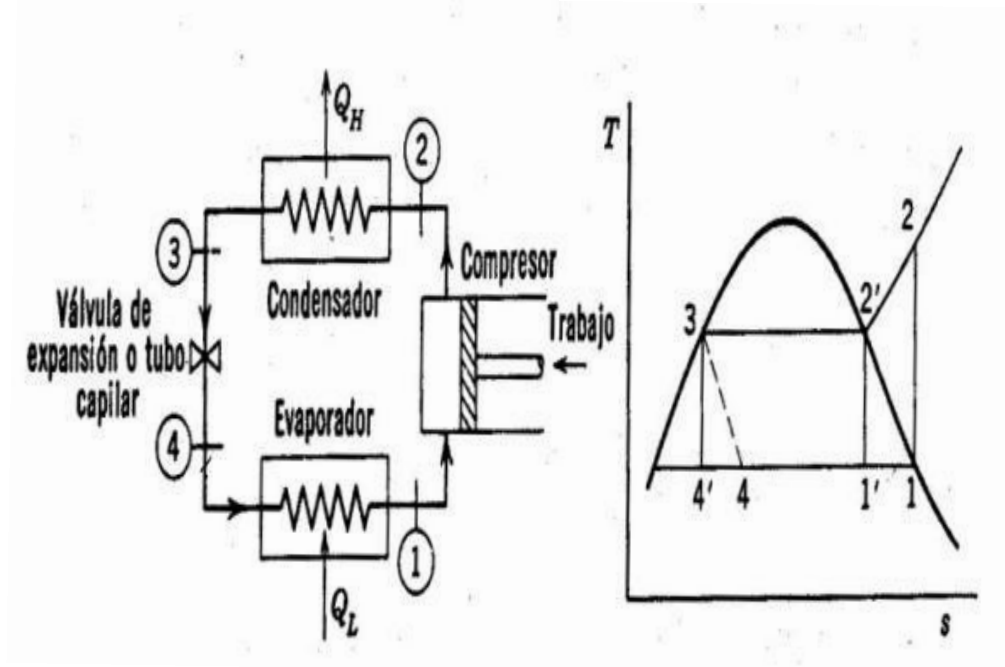 Q_H
2
3
Compresor
Condensador
Trabajo
Válvula de
expansión o tubo
capilar
Evaporador
4
1
Q_L
T
2
3
2'
4'
4
1'
1
s